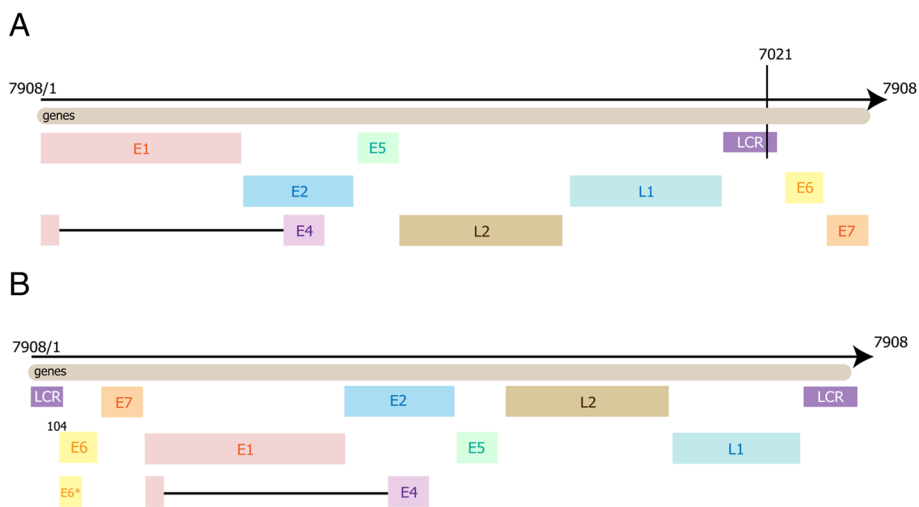 A
7021
7908/1
7908
genes
E1
E5
LCR
E2
L1
E6
E4
L2
E7
B
7908/1
7908
genes
LCR
E7
E2
L2
LCR
104
E6
E1
E5
L1
E6*
E4